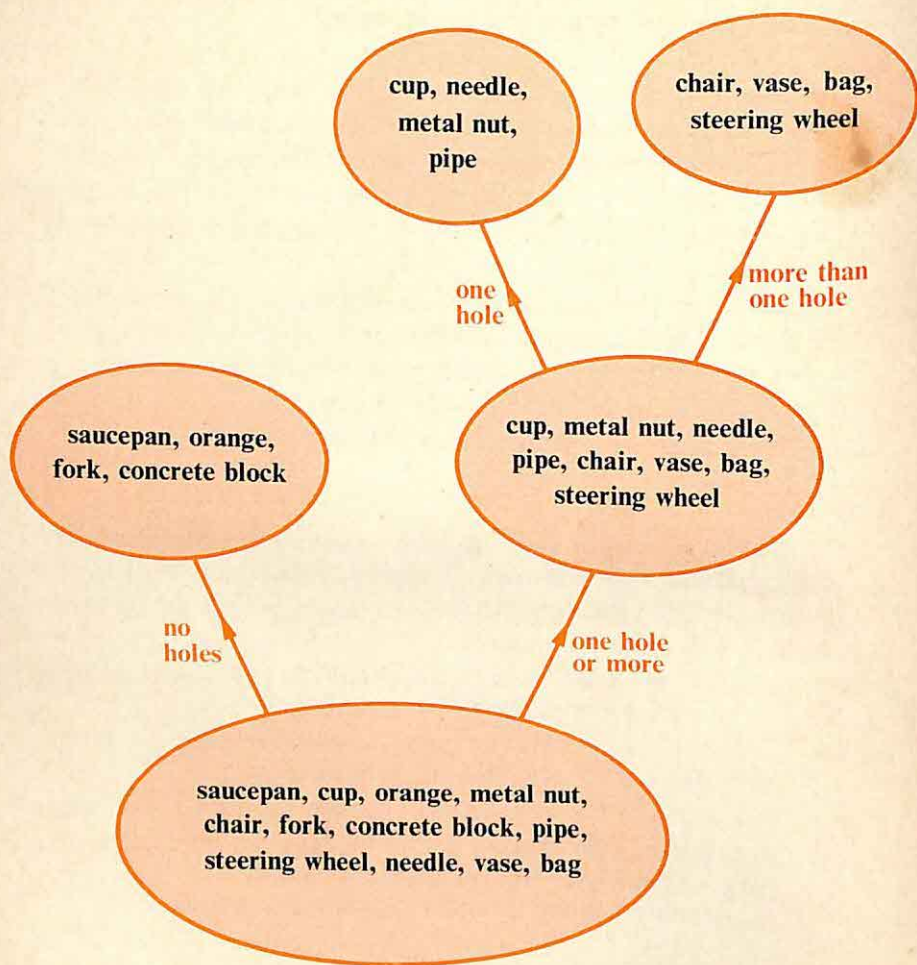 cup, needle,
metal nut,
pipe
chair, vase, bag,
steering wheel
one
hole
more than
one hole
saucepan, orange,
fork, concrete block
cup, metal nut, needle,
pipe, chair, vase, bag,
steering wheel
no
holes
one hole
or more
saucepan, cup, orange, metal nut,
chair, fork, concrete block, pipe,
steering wheel, needle, vase, bag